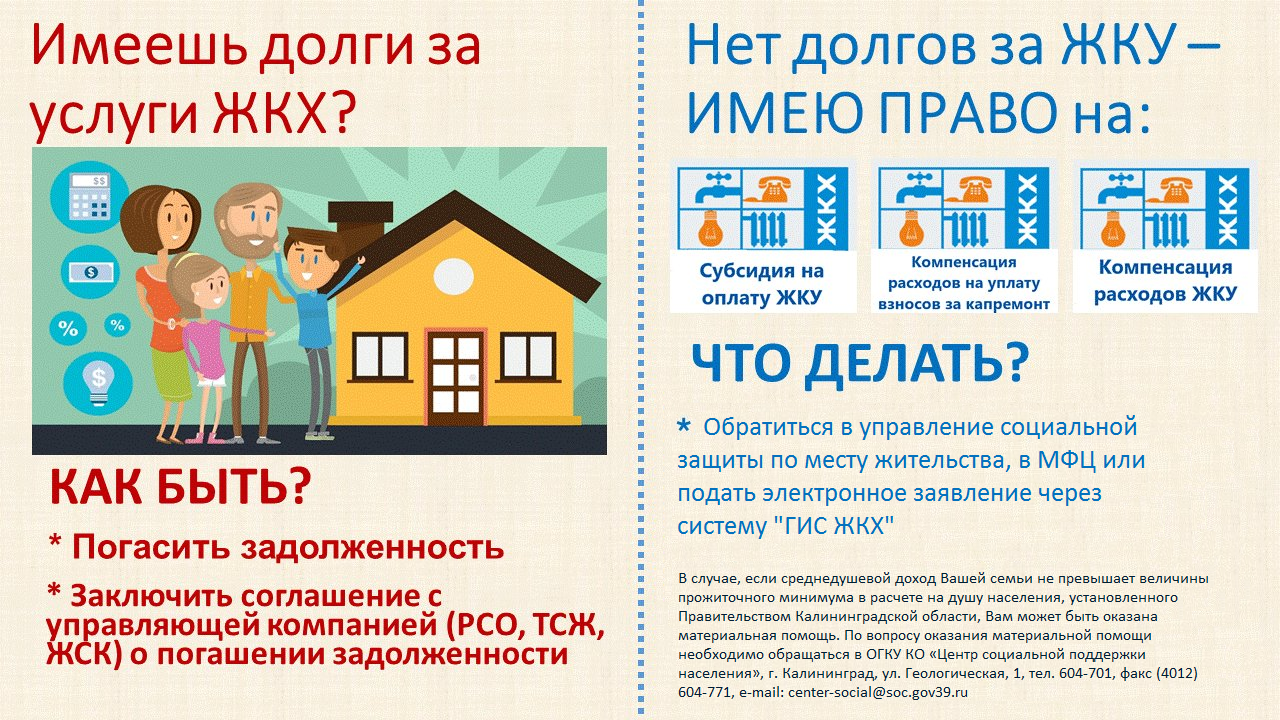 Имеешь долги за
услуги ЖКХ?
$$
$
%
%
$
КАК БЫТЬ?
* Погасить задолженность
* Заключить соглашение с
управляющей компанией (РСО, ТСЖ,
ЖСК) о погашении задолженности
Нет долгов за ЖКУ –
ИМЕЮ ПРАВО на:
ЖКХ
Субсидия на
оплату ЖКУ
ЖКХ
Компенсация
расходов на уплату
взносов за капремонт
ЖКХ
Компенсация
расходов ЖКУ
ЧТО ДЕЛАТЬ?
* Обратиться в управление социальной
защиты по месту жительства, в МФЦ или
подать электронное заявление через
систему "ГИС ЖКХ"
В случае, если среднедушевой доход Вашей семьи не превышает величины
прожиточного минимума в расчете на душу населения, установленного
Правительством Калининградской области, Вам может быть оказана
материальная помощь. По вопросу оказания материальной помощи
необходимо обращаться в ОГКУ КО «Центр социальной поддержки
населения», г. Калининград, ул. Геологическая, 1, тел. 604-701, факс (4012)
604-771, e-mail: center-social@soc.gov39.ru